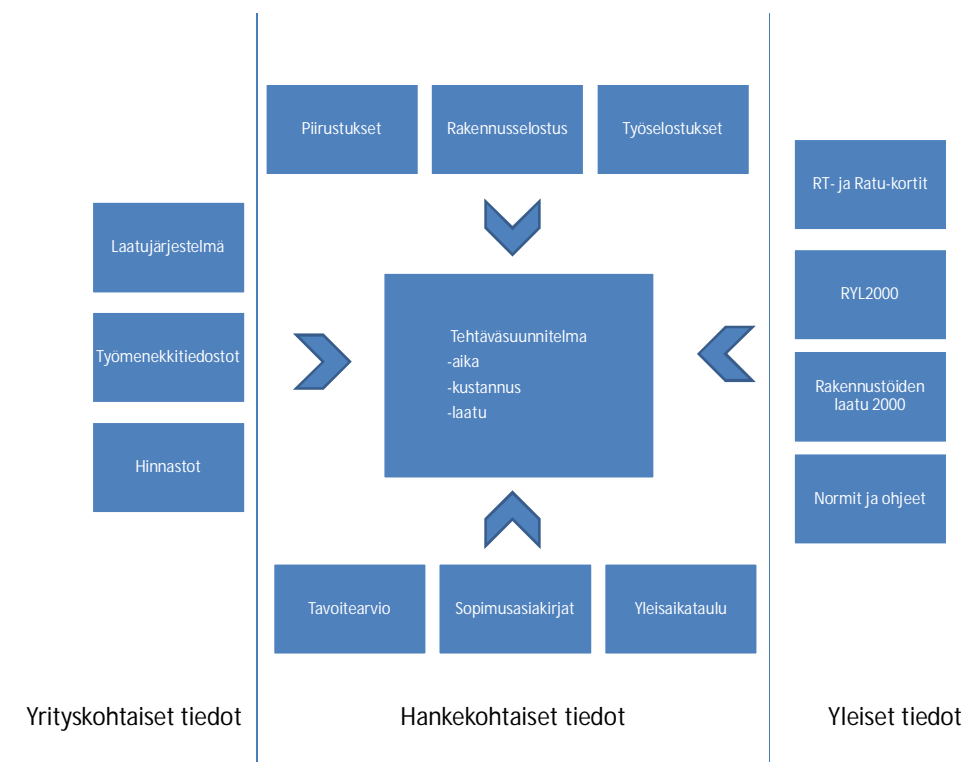 Piirustukset
Rakennusselostus
Työselostukset
Laatujärjestelmä
Työmenekkitiedostot
Hinnastot
Tehtäväsuunnitelma
-aika
-kustannus
-laatu
RT- ja Ratu-kortit
RYL2000
Rakennustöiden
laatu 2000
Normit ja ohjeet
Tavoitearvio
Sopimusasiakirjat
Yleisaikataulu
Yrityskohtaiset tiedot
Hankekohtaiset tiedot
Yleiset tiedot